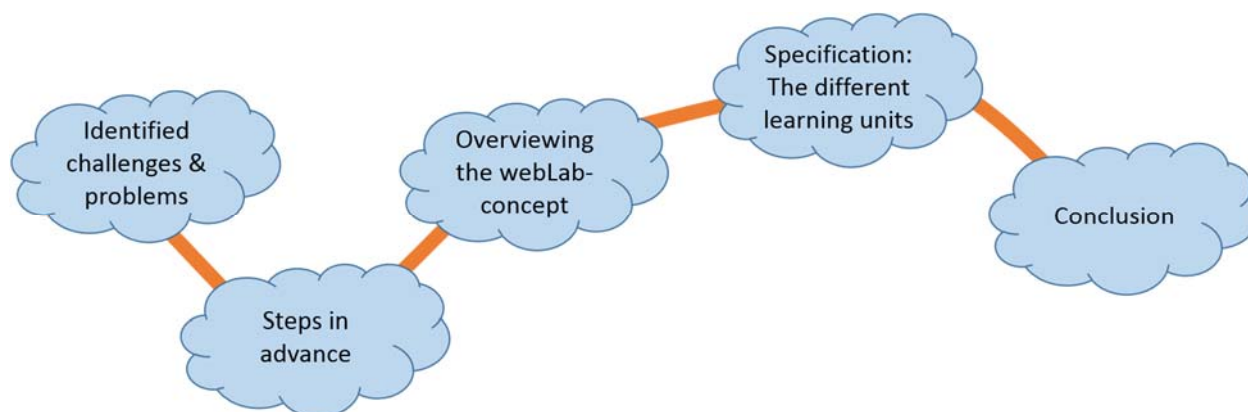 Identified
challenges &
problems
Steps in
advance
Overviewing
the webLab-
concept
Specification:
The different
learning units
Conclusion